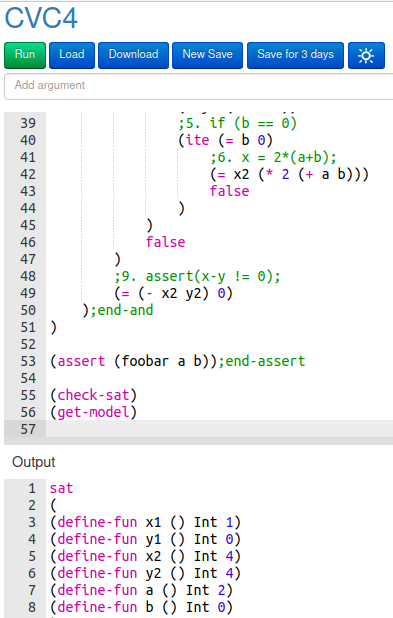 CVC4
Run Load Download New Save Save for 3 days
Add argument
39 ;5. if (b == 0)
40 (ite (= b 0)
41 ;6. x = 2*(a+b);
42 (= x2 (* 2 (+ a b)))
43 false
44 )
45 )
46 false
47 )
48 ;9. assert(x-y != 0);
49 (= (- x2 y2) 0)
50 );end-and
51 )
52
53 (assert (foobar a b));end-assert
54
55 (check-sat)
56 (get-model)
57
Output
1 sat
2 (
3 (define-fun x1 () Int 1)
4 (define-fun y1 () Int 0)
5 (define-fun x2 () Int 4)
6 (define-fun y2 () Int 4)
7 (define-fun a () Int 2)
8 (define-fun b () Int 0)